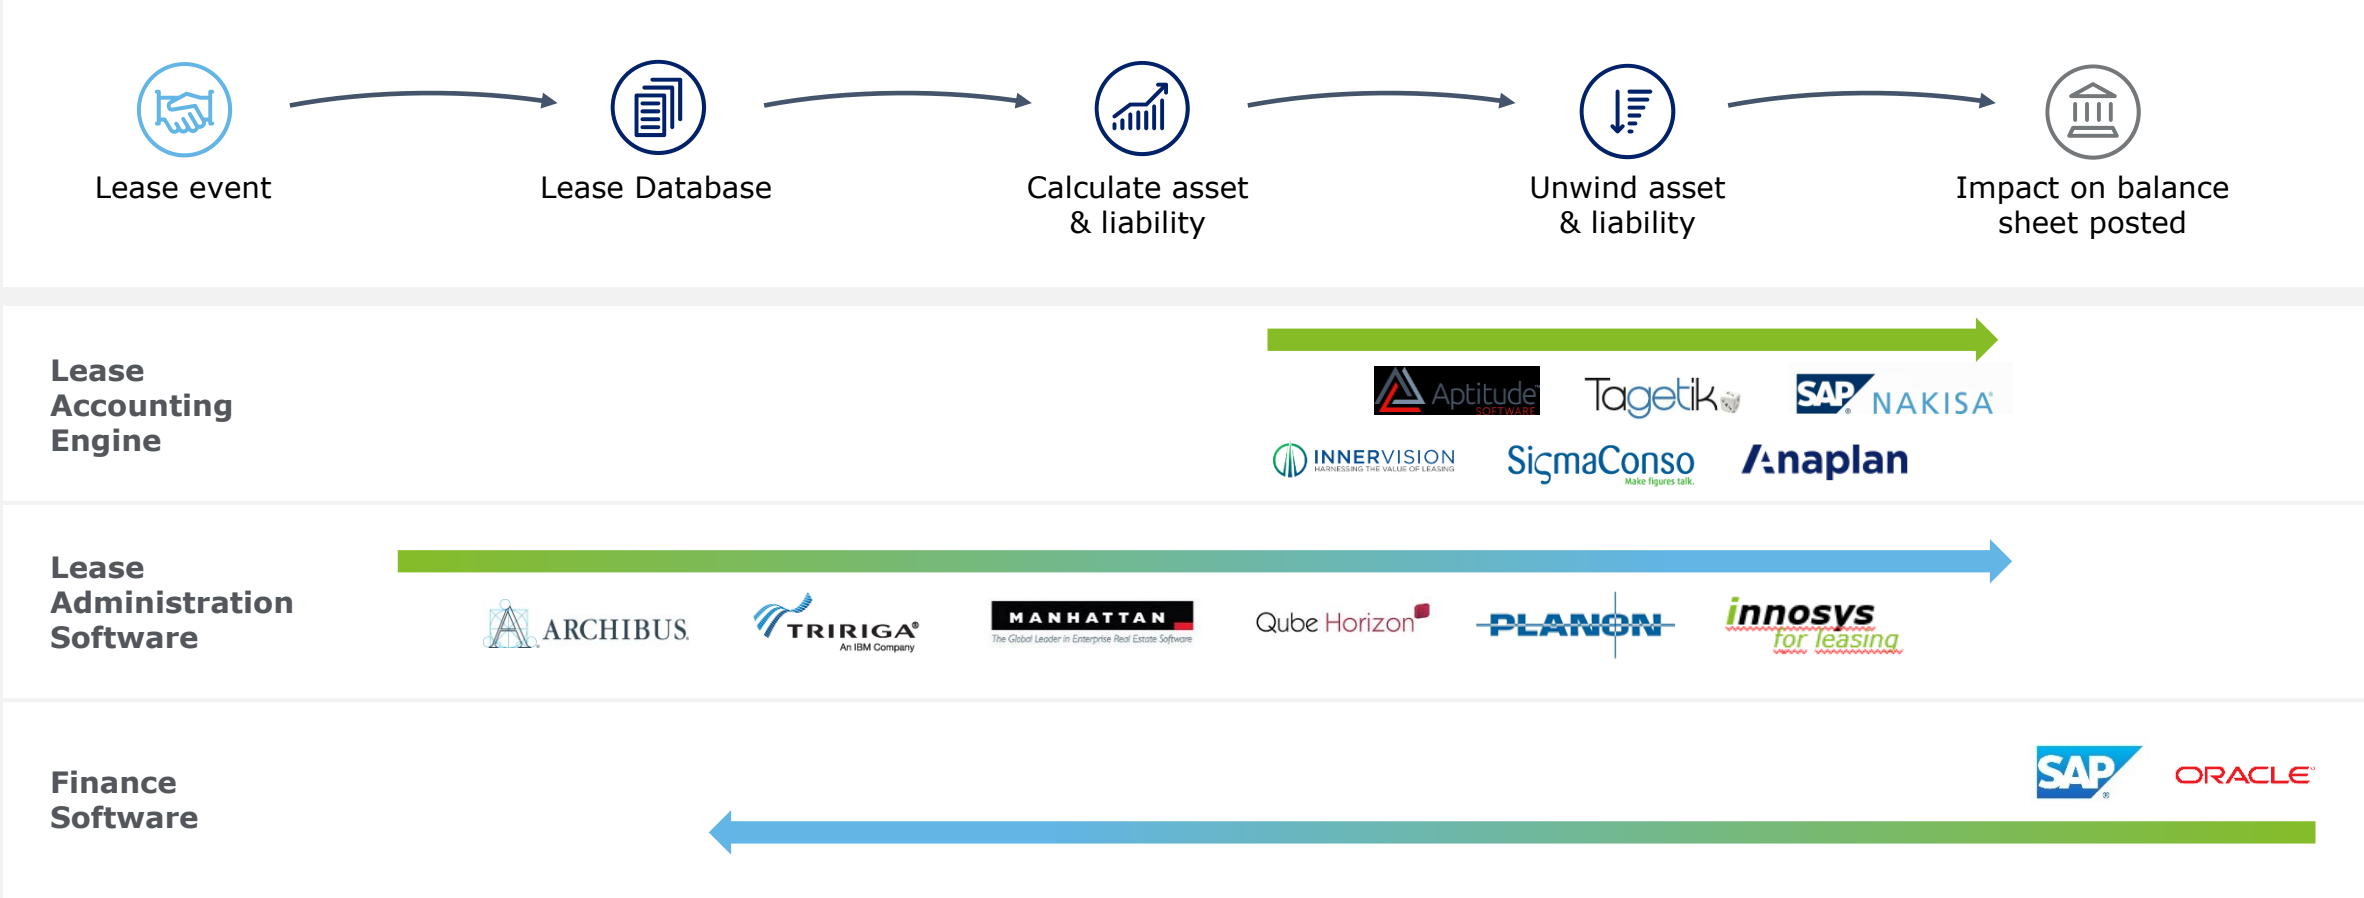 Lease event
Lease Database
Calculate asset
& liability
Unwind asset
& liability
Impact on balance
sheet posted
Lease
Accounting
Engine
Aptitude™
SOFTWARE
Tagetik
SAP® NAKISA
INNERVISION
HARNESSING THE VALUE OF LEASING
SigmaConso
Make figures talk.
Anaplan
Lease
Administration
Software
ARCHIBUS.
TRIRIGA®
An IBM Company
MANHATTAN
The Global Leader in Enterprise Real Estate Software
Qube Horizon
PLANON
innosys
for leasing
Finance
Software
SAP®
ORACLE